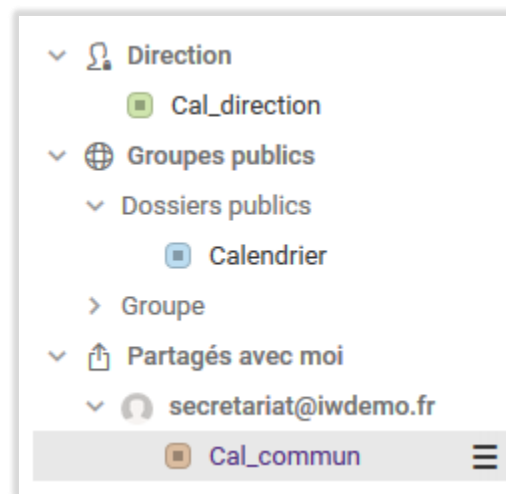 Direction
Cal_direction
Groupes publics
Dossiers publics
Calendrier
Groupe
Partagés avec moi
secretariat@iwdemo.fr
Cal_commun